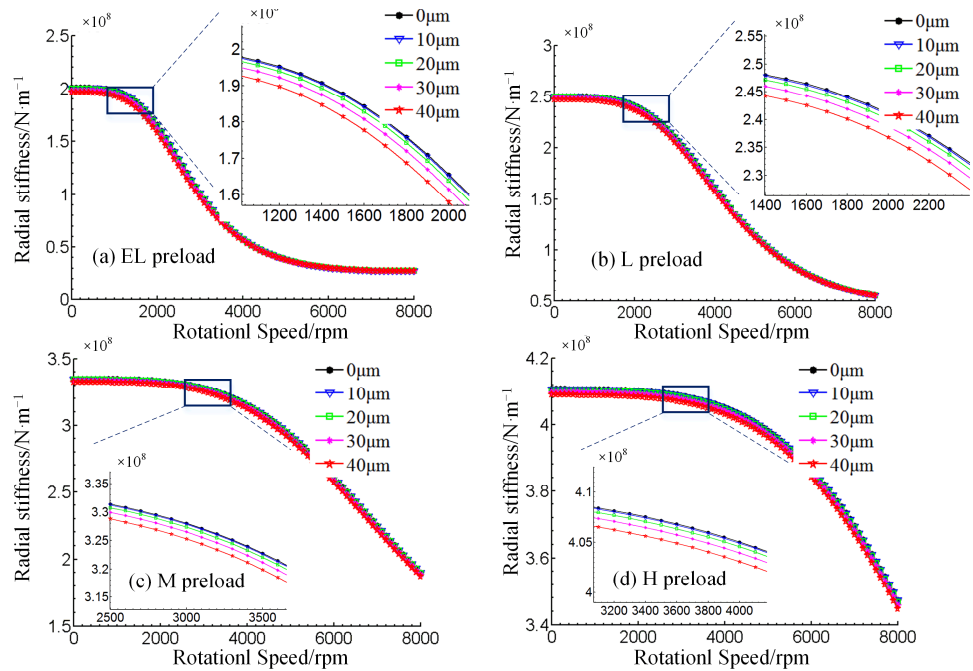 ×10⁸
2.5
2
1.5
1
0.5
0
0 2000 4000 6000 8000
Radial stiffness/N·m⁻¹
Rotationl Speed/rpm
(a) EL preload
0μm
10μm
20μm
30μm
40μm
2
1.9
1.8
1.7
1.6
1200 1400 1600 1800 2000
×10⁸
3.5
3
2.5
2
1.5
1
0.5
0 2000 4000 6000 8000
Radial stiffness/N·m⁻¹
Rotationl Speed/rpm
(b) L preload
0μm
10μm
20μm
30μm
40μm
×10⁸
2.55
2.5
2.45
2.4
2.35
2.3
1400 1600 1800 2000 2200
×10⁸
3.5
3
2.5
2
1.5
0 2000 4000 6000 8000
Radial stiffness/N·m⁻¹
Rotationl Speed/rpm
(c) M preload
0μm
10μm
20μm
30μm
40μm
×10⁸
3.35
3.3
3.25
3.2
3.15
2500 3000 3500
×10⁸
4.2
4
3.8
3.6
3.4
0 2000 4000 6000 8000
Radial stiffness/N·m⁻¹
Rotationl Speed/rpm
(d) H preload
0μm
10μm
20μm
30μm
40μm
×10⁸
4.1
4.05
4
3200 3400 3600 3800 4000